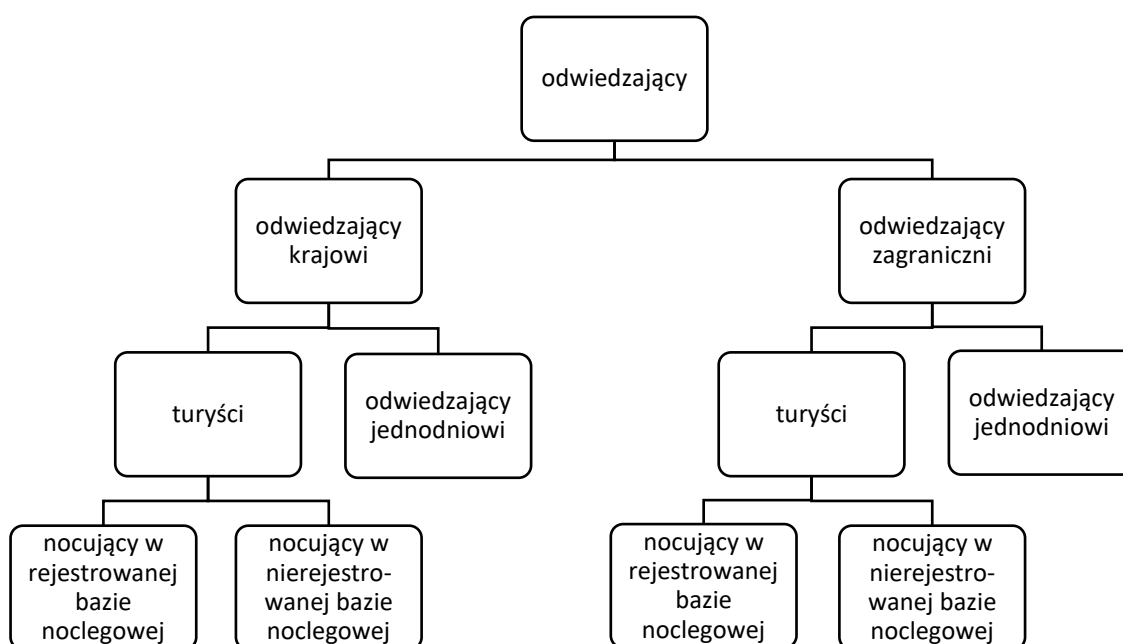 odwiedzający
odwiedzający
krajowi
odwiedzający
zagraniczni
turyści
odwiedzający
jednodniowi
turyści
odwiedzający
jednodniowi
nocujący w
rejestrowanej
bazie
noclegowej
nocujący w
nierejestro-
wanej bazie
noclegowej
nocujący w
rejestrowanej
bazie
noclegowej
nocujący w
nierejestro-
wanej bazie
noclegowej